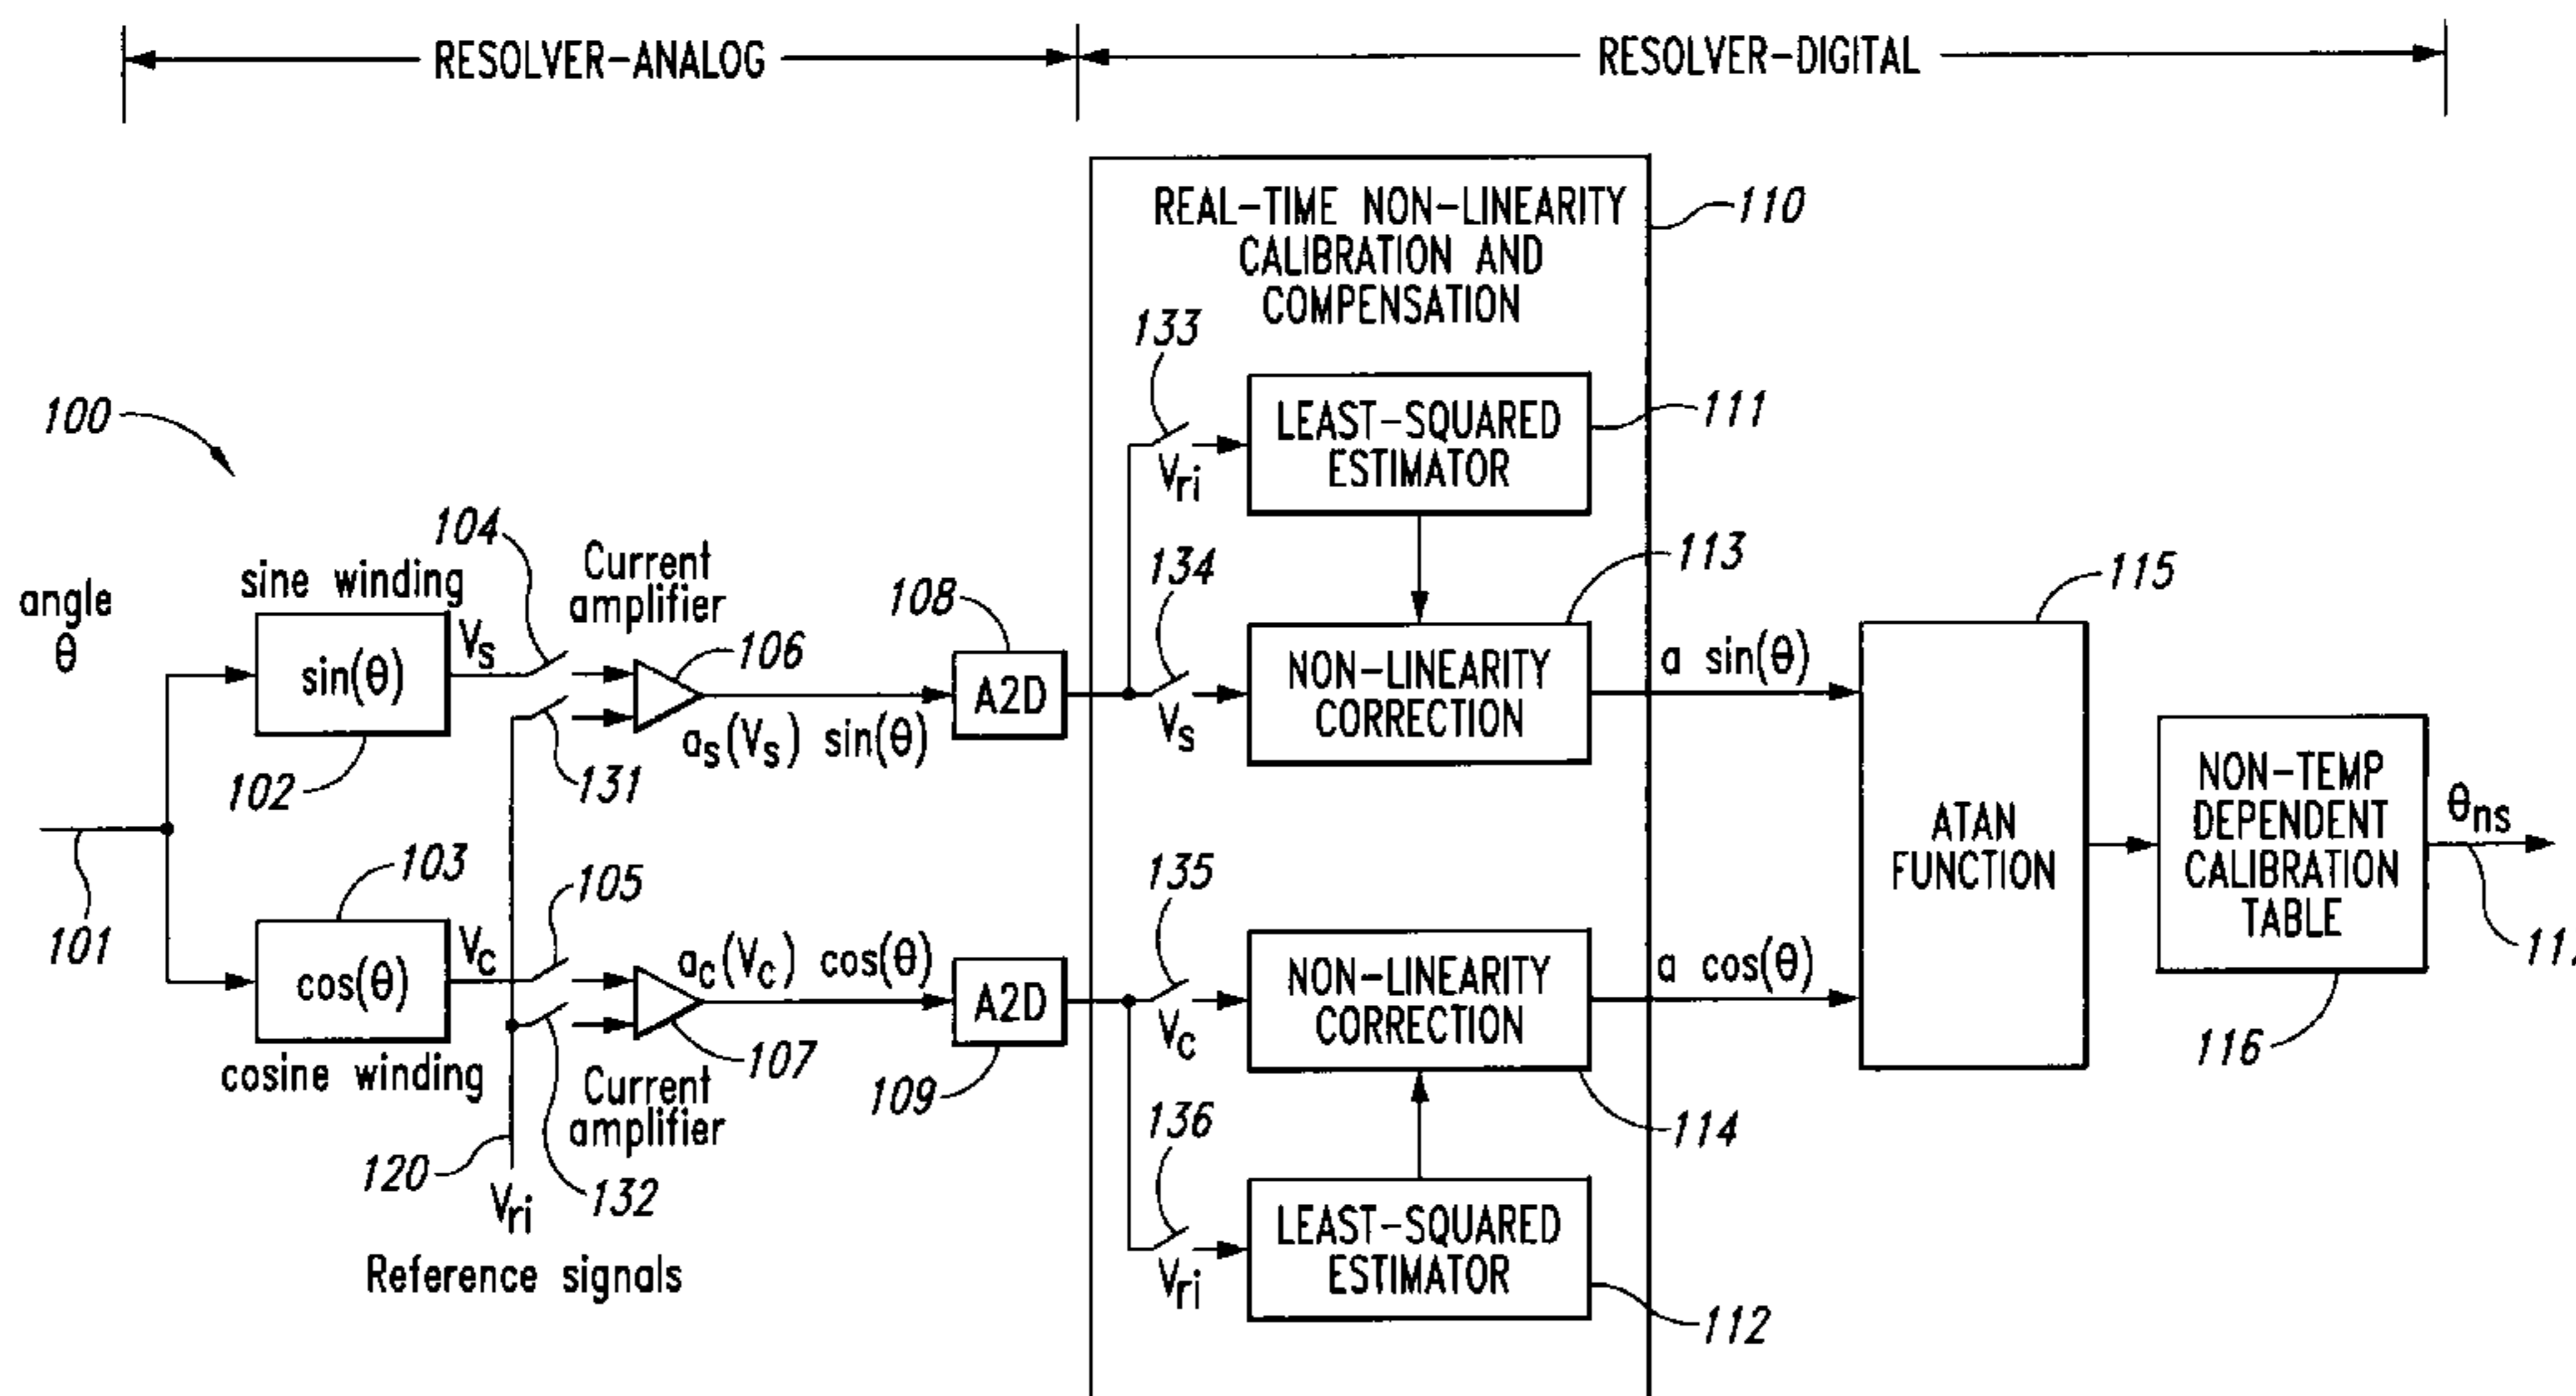 RESOLVER-ANALOG
RESOLVER-DIGITAL
REAL-TIME NON-LINEARITY
CALIBRATION AND
COMPENSATION
110
133
LEAST-SQUARED
ESTIMATOR
111
Vri
100
104
Current
amplifier
134
113
115
angle
θ
sine winding
Vs
sin(θ)
106
108
A2D
Vs
NON-LINEARITY
CORRECTION
a sin(θ)
as(Vs) sin(θ)
102
131
NON-TEMP
DEPENDENT
CALIBRATION
TABLE
θns
ATAN
FUNCTION
103
105
135
101
cos(θ)
Vc
ac(Vc) cos(θ)
A2D
Vc
NON-LINEARITY
CORRECTION
a cos(θ)
116
cosine winding
Current
amplifier
107
109
136
114
120
132
Vri
Reference signals
Vri
LEAST-SQUARED
ESTIMATOR
112